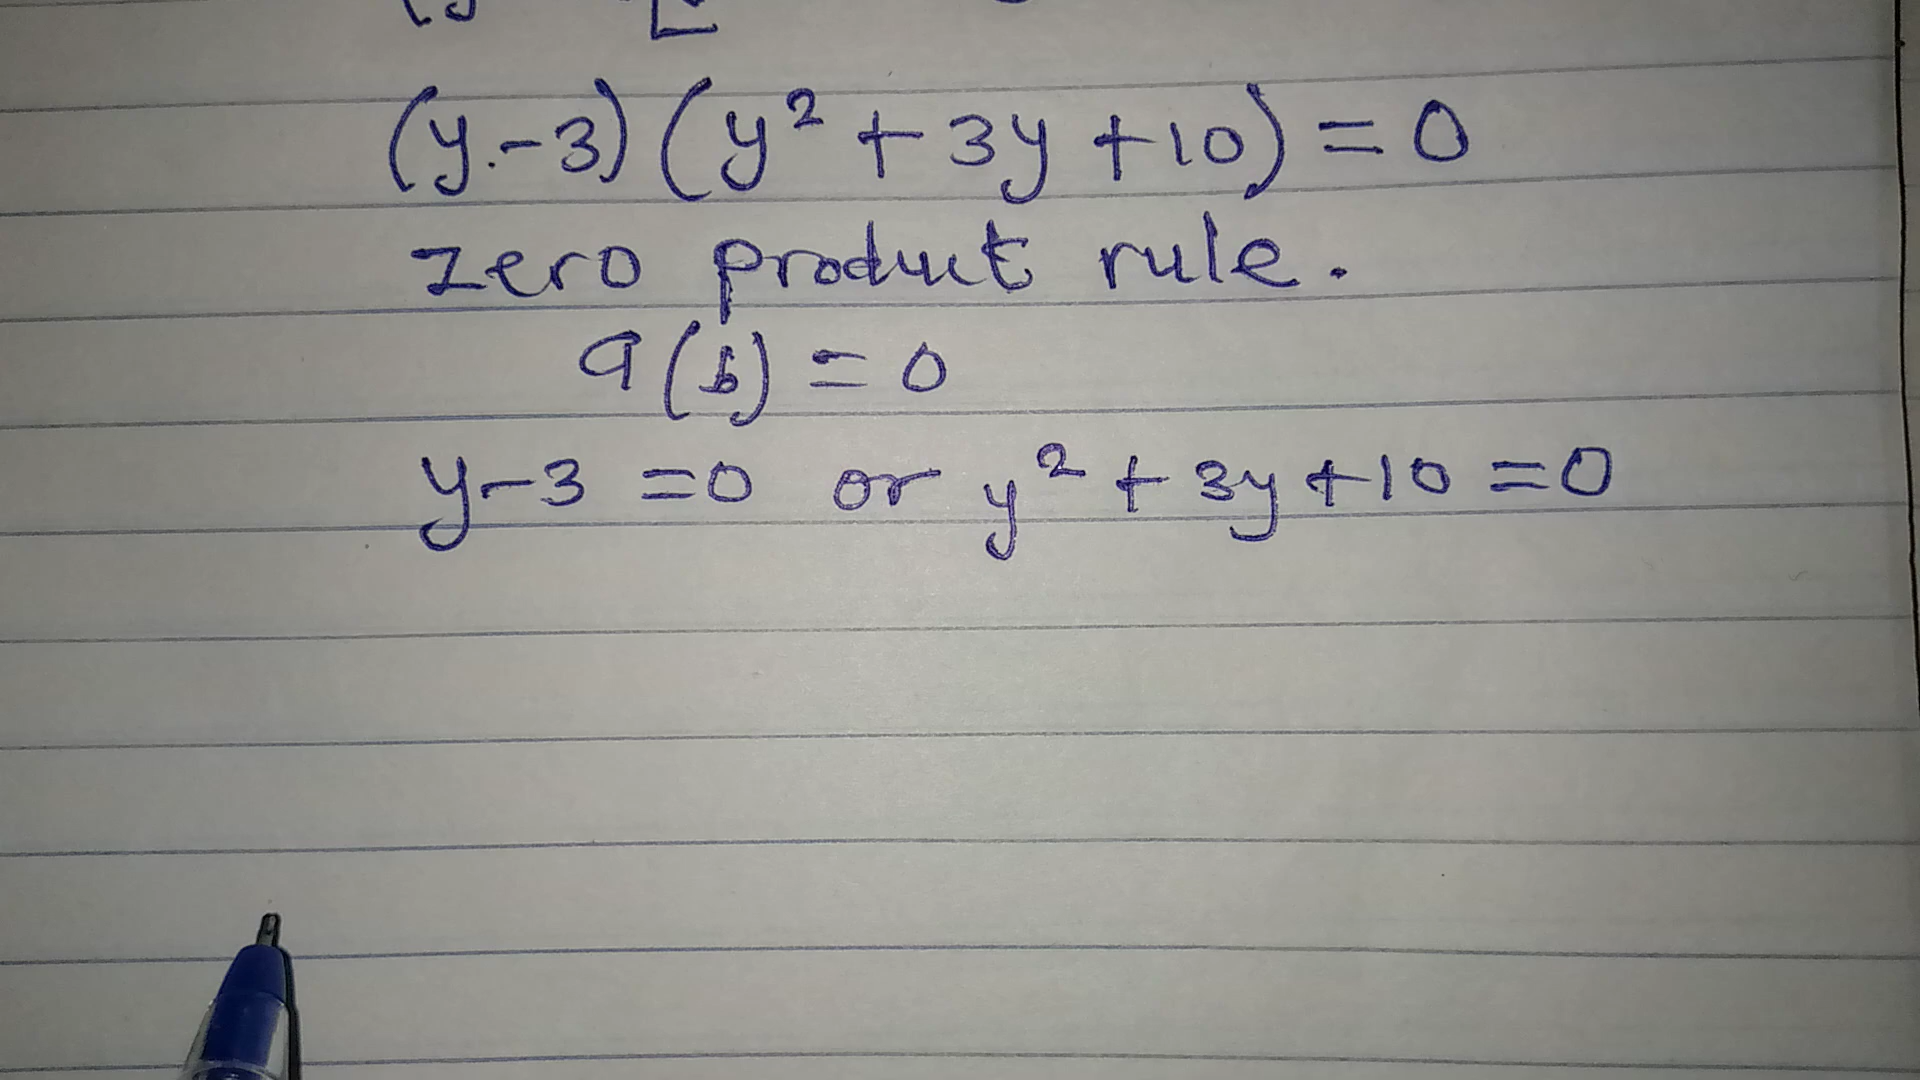 (y.-3)(y² + 3y +10) = 0
zero product rule.
a(b) = 0
y-3 =0 or y² + 3y +10 =0